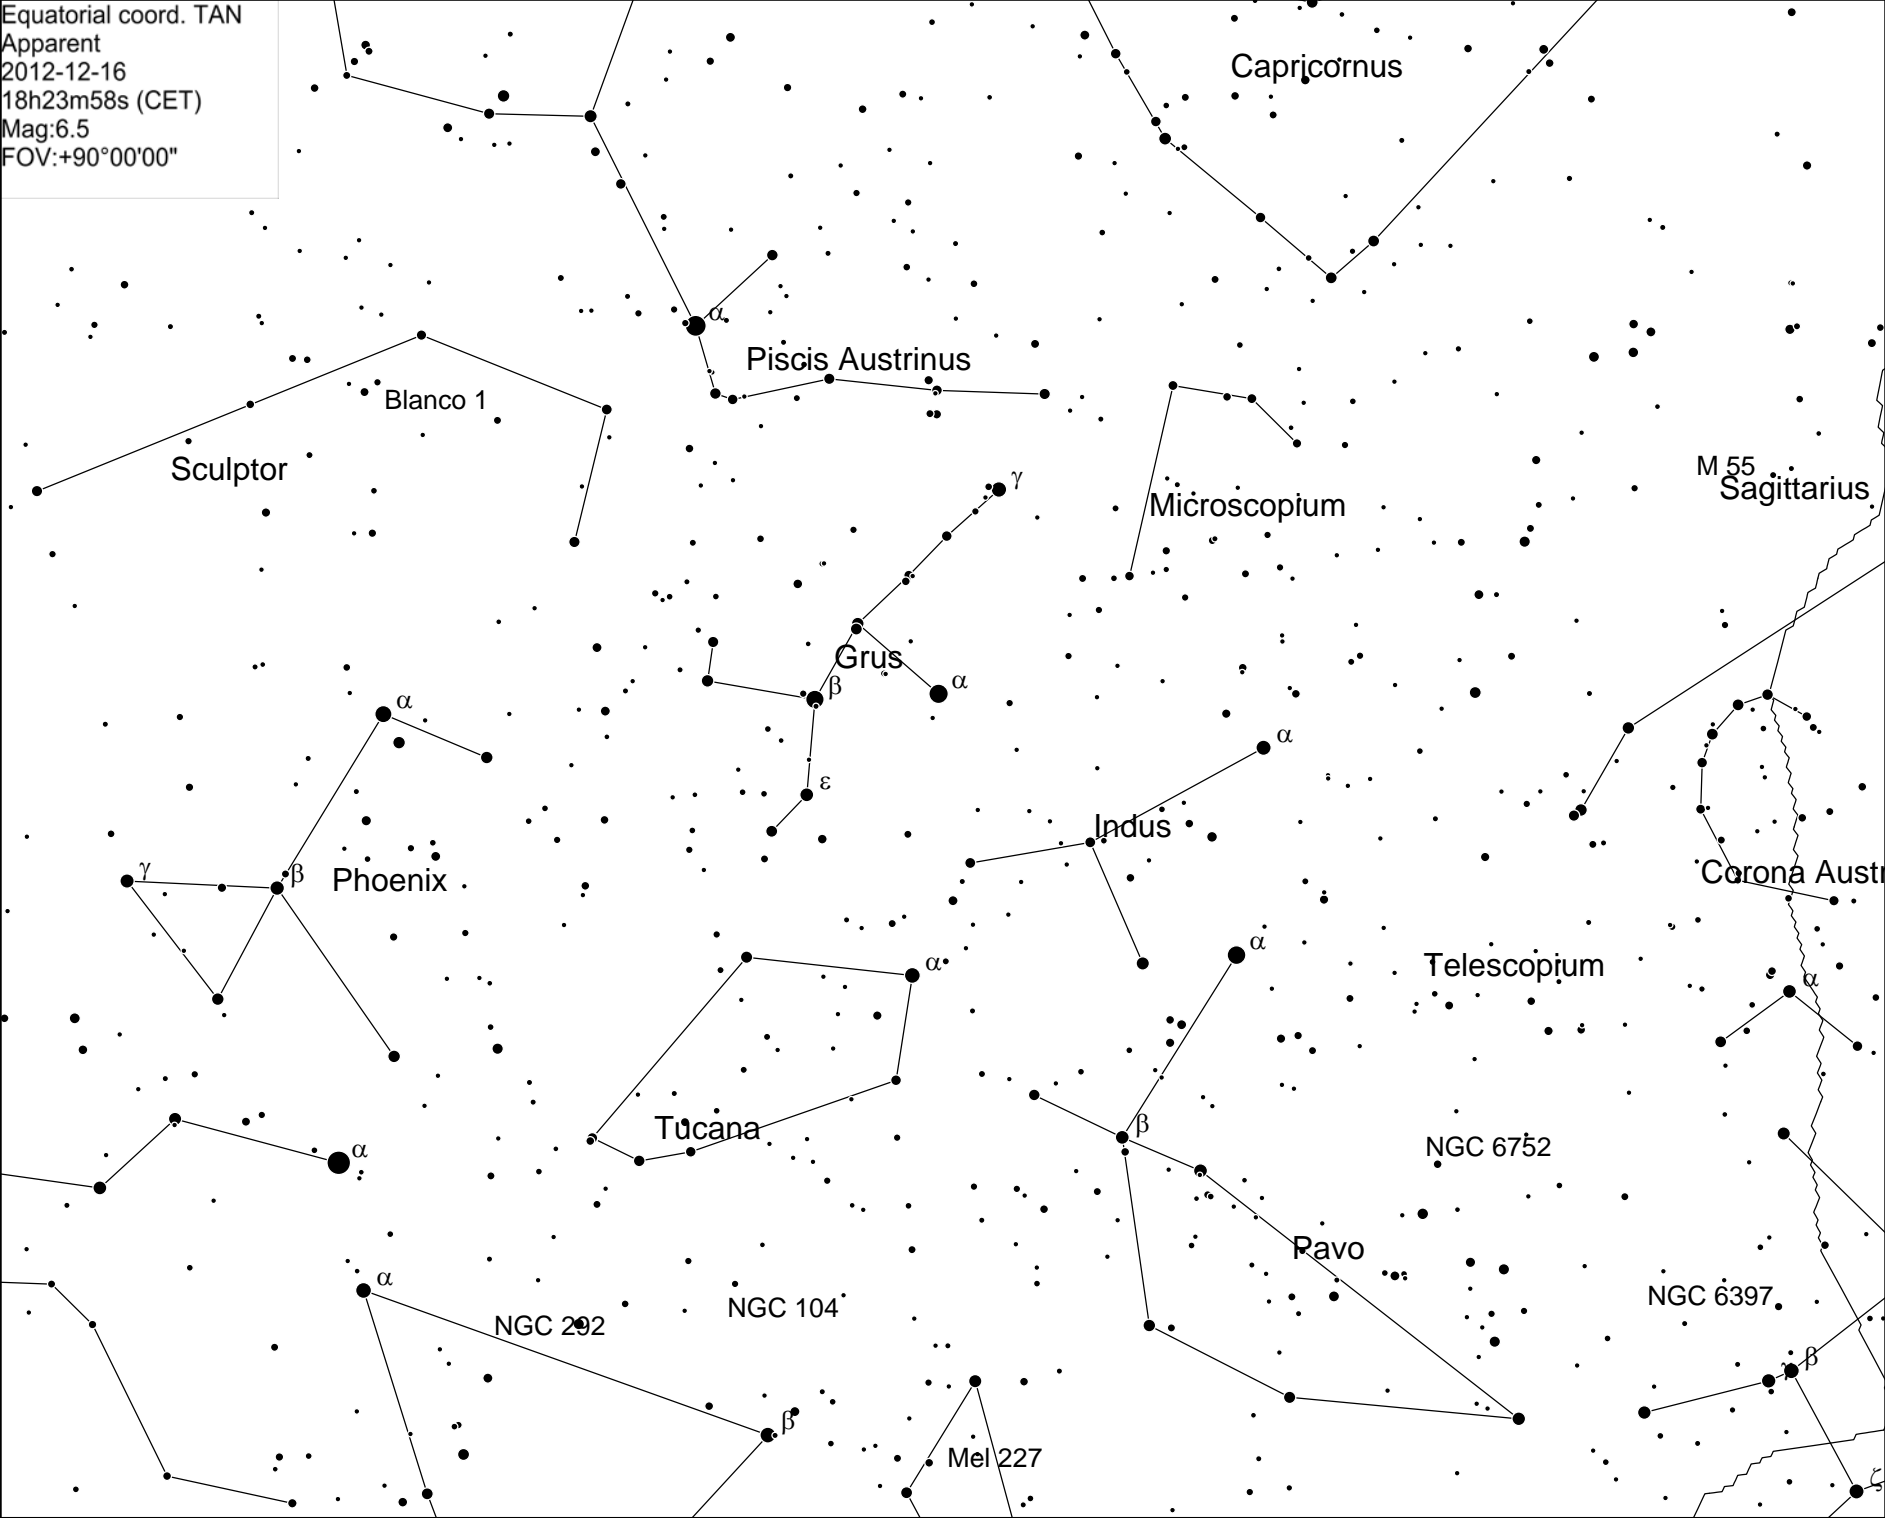 Equatorial coord. TAN
Apparent
2012-12-16
18h23m58s (CET)
Mag:6.5
FOV:+90°00'00"
Capricornus
α
Piscis Austrinus
Blanco 1
Sculptor
M 55
Sagittarius
γ
Microscopium
Grus
α
β
α
α
ε
Indus
γ
β
Phoenix
Corona Austr
α
α
Telescopium
α
β
Tucana
α
NGC 6752
Pavo
α
NGC 6397
NGC 104
NGC 292
β
γ
β
Mel 227
ζ